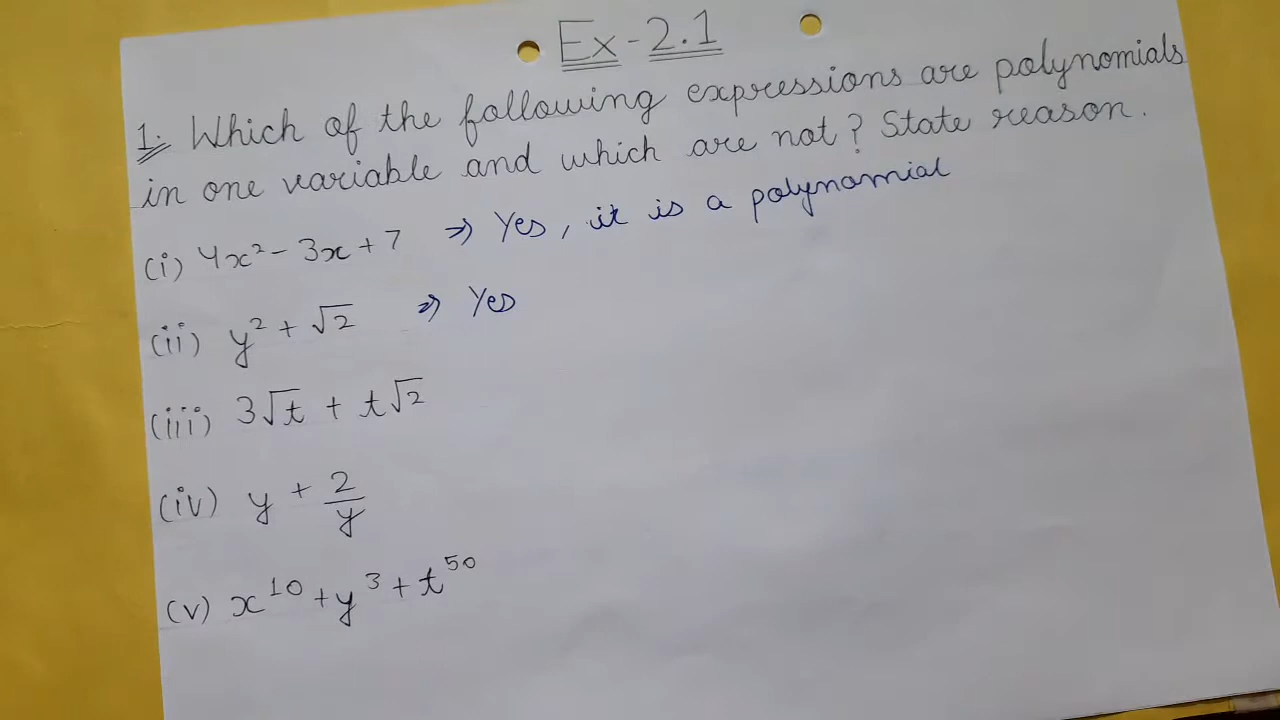 Ex-2.1
1. Which of the following expressions are polynomials
in one variable and which are not? State reason.
(i) 4x² - 3x + 7 ⇒ Yes, it is a polynomial
(ii) y² + √2 ⇒ Yes
(iii) 3√t + t√2
(iv) y + 2/y
(v) x¹⁰ + y³ + t⁵⁰